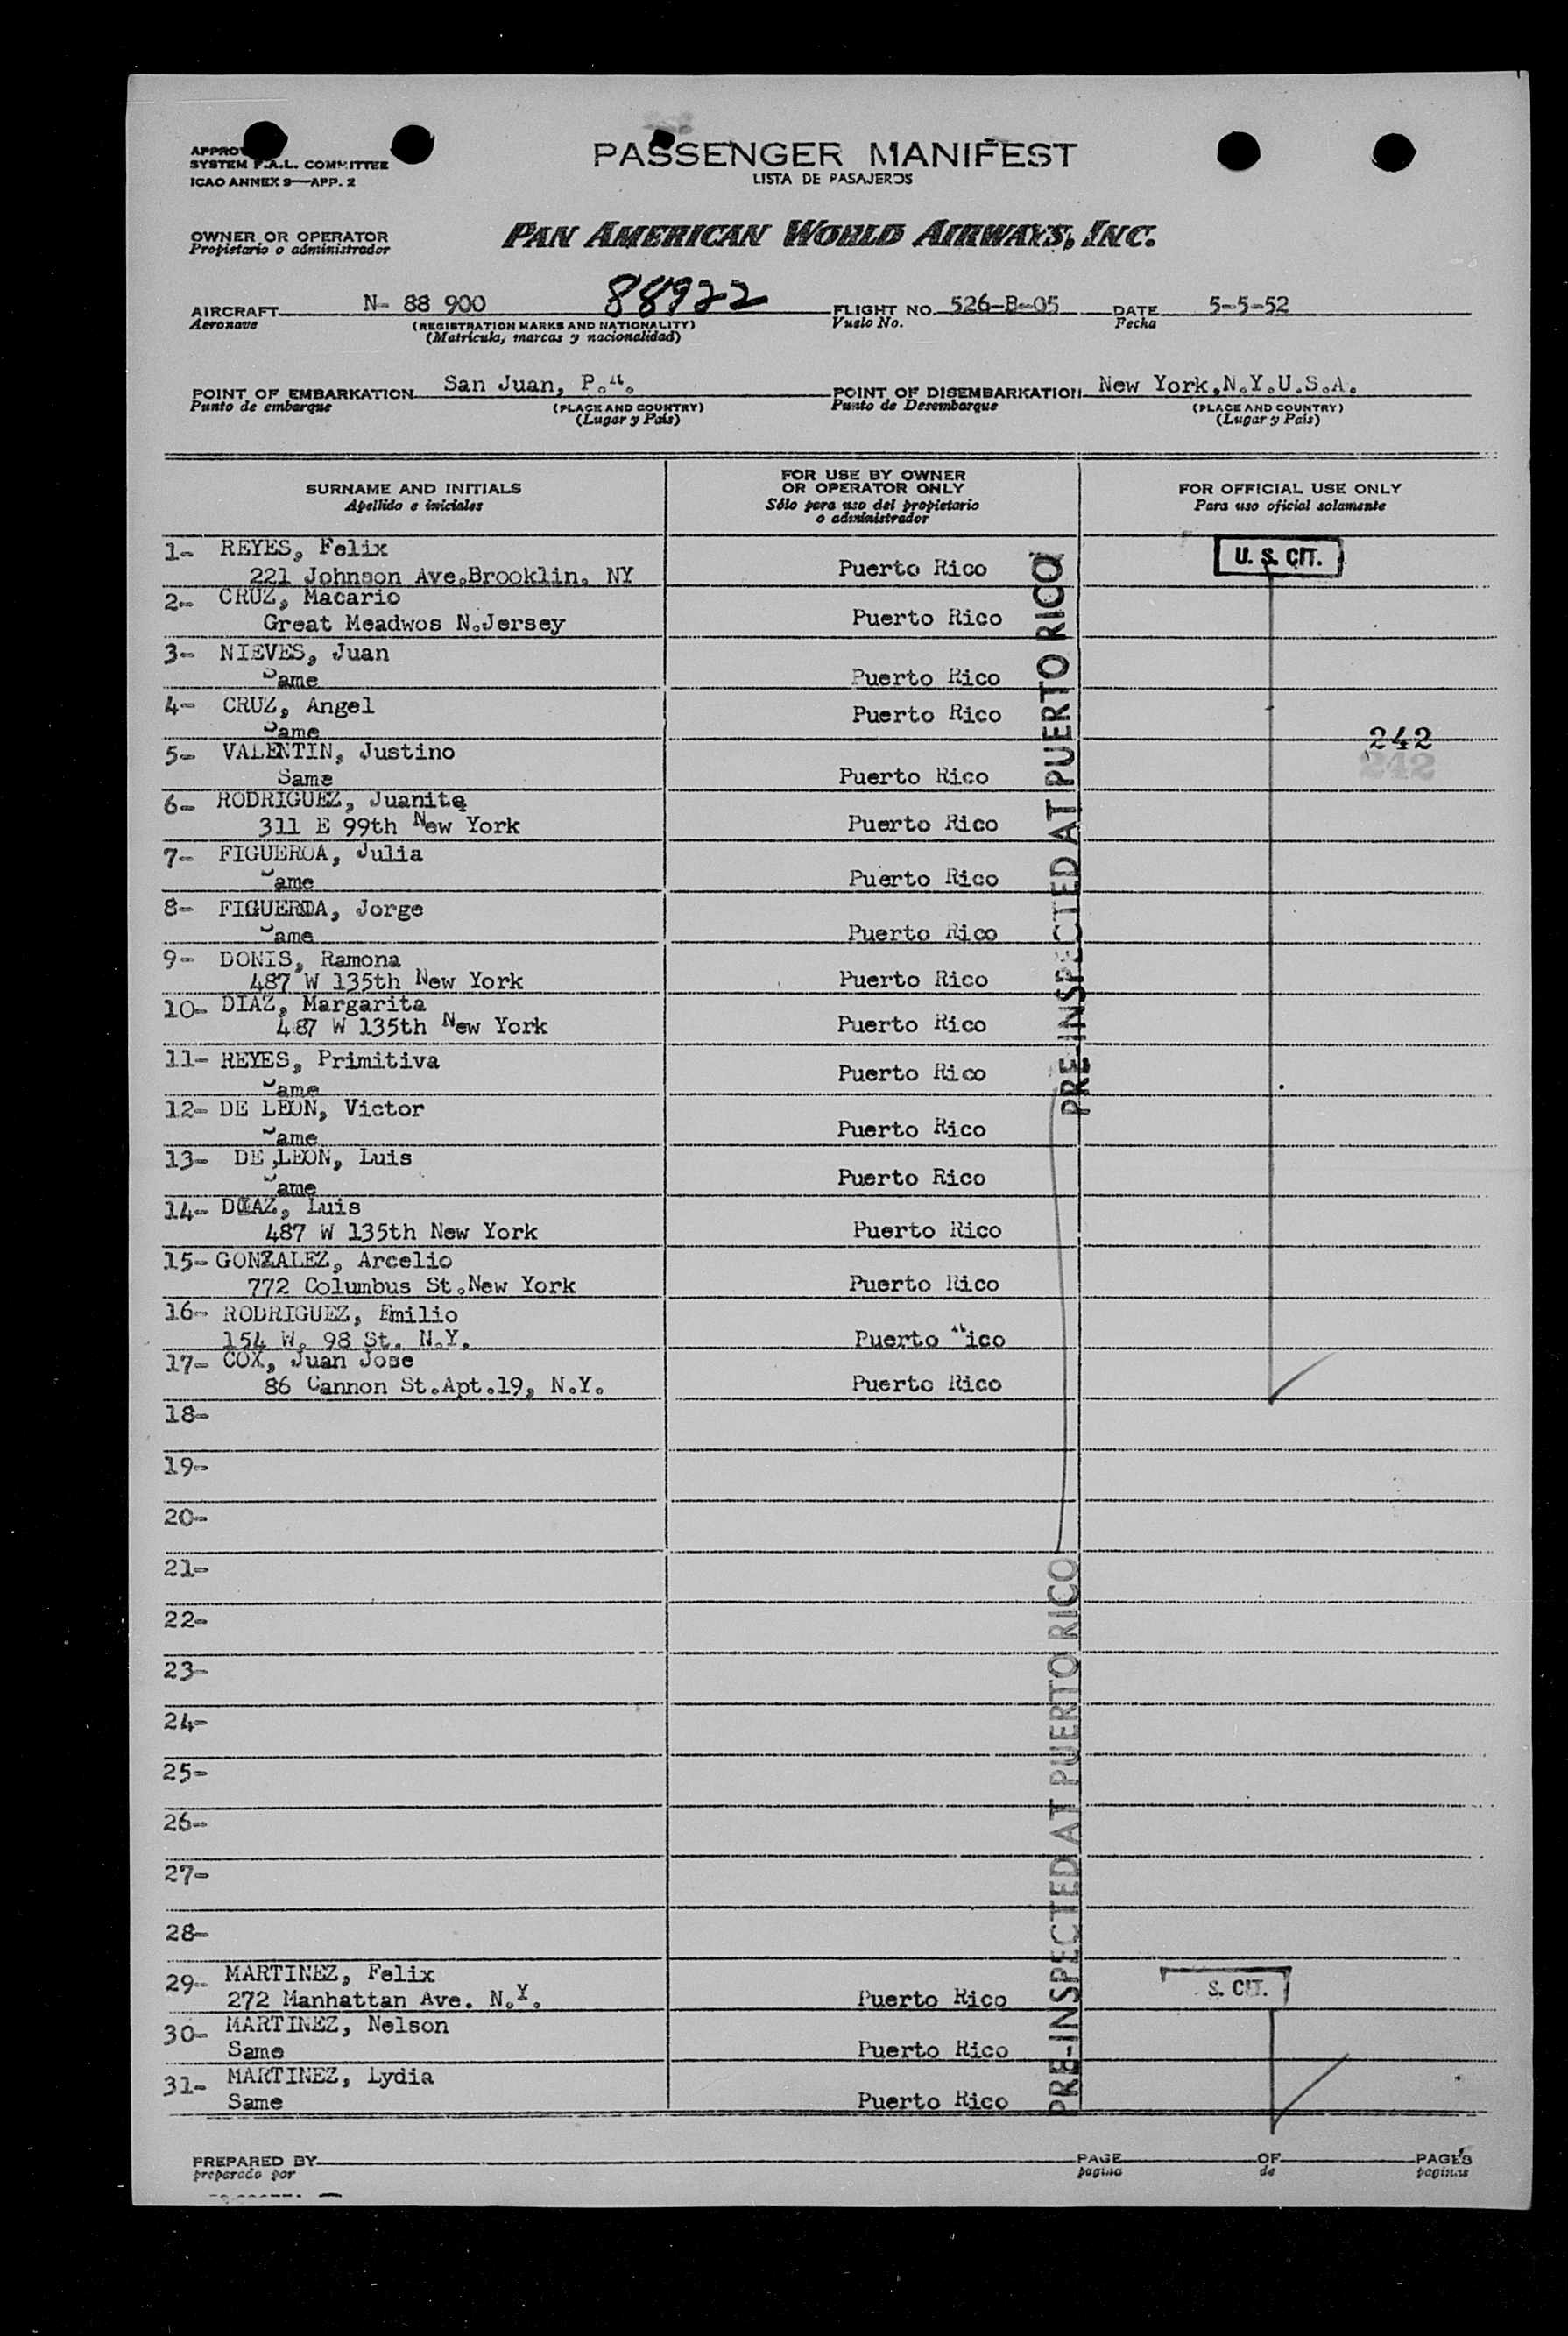 APPROV
SYSTEM F.A.L. COMMITTEE
ICAO ANNEX 9—APP. 2
PASSENGER MANIFEST
LISTA DE PASAJEROS
OWNER OR OPERATOR
Propietario o administrador
PAN AMERICAN WORLD AIRWAYS, INC.
AIRCRAFT N- 88 900 88922 FLIGHT NO. 526-B-05 DATE 5-5-52
Aeronave (REGISTRATION MARKS AND NATIONALITY) Vuelo No. Fecha
(Matrícula, marcas y nacionalidad)
POINT OF EMBARKATION San Juan, P.R. POINT OF DISEMBARKATION New York,N.Y.U.S.A.
Punto de embarque (PLACE AND COUNTRY) Punto de Desembarque (PLACE AND COUNTRY)
(Lugar y País) (Lugar y País)
SURNAME AND INITIALS
Apellido e iniciales
FOR USE BY OWNER
OR OPERATOR ONLY
Sólo para uso del propietario
o administrador
FOR OFFICIAL USE ONLY
Para uso oficial solamente
1- REYES, Felix
221 Johnson Ave.Brooklin. NY Puerto Rico U. S. CIT.
2- CRUZ, Macario
Great Meadwos N.Jersey Puerto Rico
3- NIEVES, Juan
Same Puerto Rico
4- CRUZ, Angel Puerto Rico
Same
242
242
5- VALENTIN, Justino
Same Puerto Rico
6- RODRIGUEZ, Juanita
311 E 99th New York Puerto Rico
7- FIGUEROA, Julia
Same Puerto Rico
8- FIGUEROA, Jorge
Same Puerto Rico
9- DONIS, Ramona
487 W 135th New York Puerto Rico
10- DIAZ, Margarita
487 W 135th New York Puerto Rico
11- REYES, Primitiva
Same Puerto Rico
12- DE LEON, Victor
Same Puerto Rico
13- DE LEON, Luis
Same Puerto Rico
14- DIAZ, Luis
487 W 135th New York Puerto Rico
15- GONZALEZ, Arcelio
772 Columbus St.New York Puerto Rico
16- RODRIGUEZ, Emilio
154 W. 98 St. N.Y. Puerto Rico
17- COX, Juan Jose
86 Cannon St.Apt.19, N.Y. Puerto Rico
PRE-INSPECTED AT PUERTO RICO
18-
19-
20-
21-
22-
23-
24-
25-
26-
27-
28-
29- MARTINEZ, Felix
272 Manhattan Ave. N.Y. Puerto Rico S. CIT.
30- MARTINEZ, Nelson
Same Puerto Rico
31- MARTINEZ, Lydia
Same Puerto Rico
PRE-INSPECTED AT PUERTO RICO
PREPARED BY PAGE OF PAGES
preparado por pagina de paginas